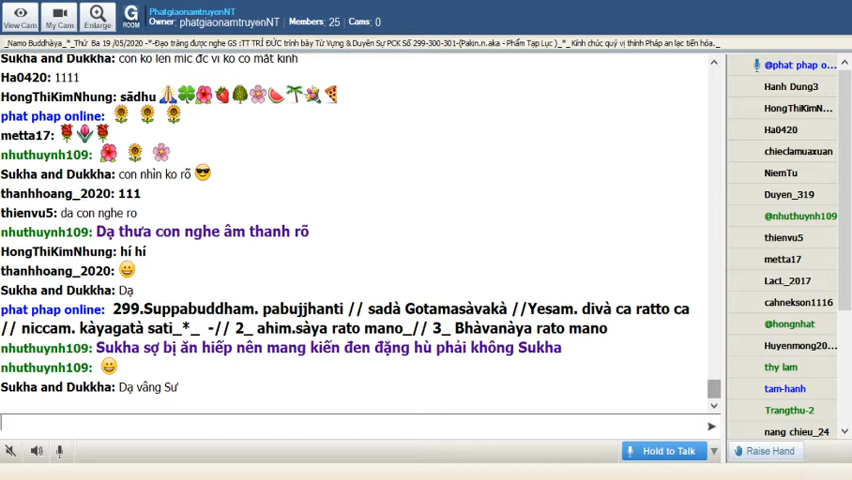 PhatgiaonamtruyenNT
Owner: phatgiaonamtruyenNT Members: 25 Cams: 0
View Cam
My Cam
Enlarge
G
ROOM
_Namo Buddhàya_*_Thứ Ba 19 /05/2020 -*-Đạo tràng được nghe GS :TT TRÍ ĐỨC trình bày Từ Vựng & Duyên Sự PCK Số 299-300-301-(Pakin.n.aka - Phẩm Tạp Lục )_*_ Kính chúc quý vị thính Pháp an lạc tiến hóa._
Sukha and Dukkha: con ko lên mic đc vì ko có mắt kính
Ha0420: 1111
HongThiKimNhung: sādhu
phat phap online:
metta17:
nhuthuynh109:
Sukha and Dukkha: con nhìn ko rõ
thanhhoang_2020: 111
thienvu5: da con nghe ro
nhuthuynh109: Dạ thưa con nghe âm thanh rõ
HongThiKimNhung: hí hí
thanhhoang_2020:
Sukha and Dukkha: Dạ
phat phap online: 299.Suppabuddham. pabujjhanti // sadà Gotamasàvakà //Yesam. divà ca ratto ca
// niccam. kàyagatà sati_*_ -// 2_ ahim.sàya rato mano_// 3_ Bhàvanàya rato mano
nhuthuynh109: Sukha sợ bị ăn hiếp nên mang kiến đen đặng hù phải không Sukha
nhuthuynh109:
Sukha and Dukkha: Dạ vâng Sư
Hold to Talk
@phat phap o...
Hanh Dung3
HongThiKimN...
Ha0420
chieclamuaxuan
NiemTu
Duyen_319
@nhuthuynh109
thienvu5
metta17
LacL_2017
cahnekson1116
@hongnhat
Huyenmong20...
thy lam
tam-hanh
Trangthu-2
nang chieu_24
Raise Hand